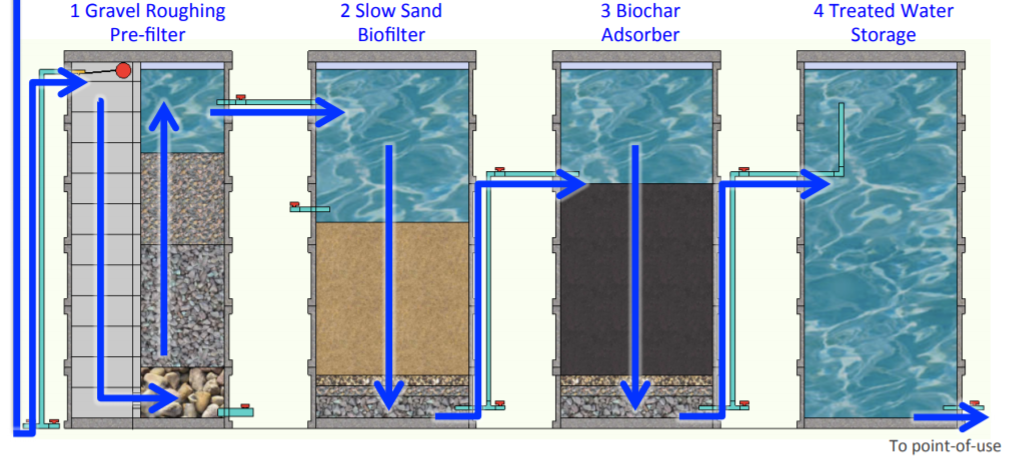 1 Gravel Roughing
Pre-filter
2 Slow Sand
Biofilter
3 Biochar
Adsorber
4 Treated Water
Storage
To point-of-use